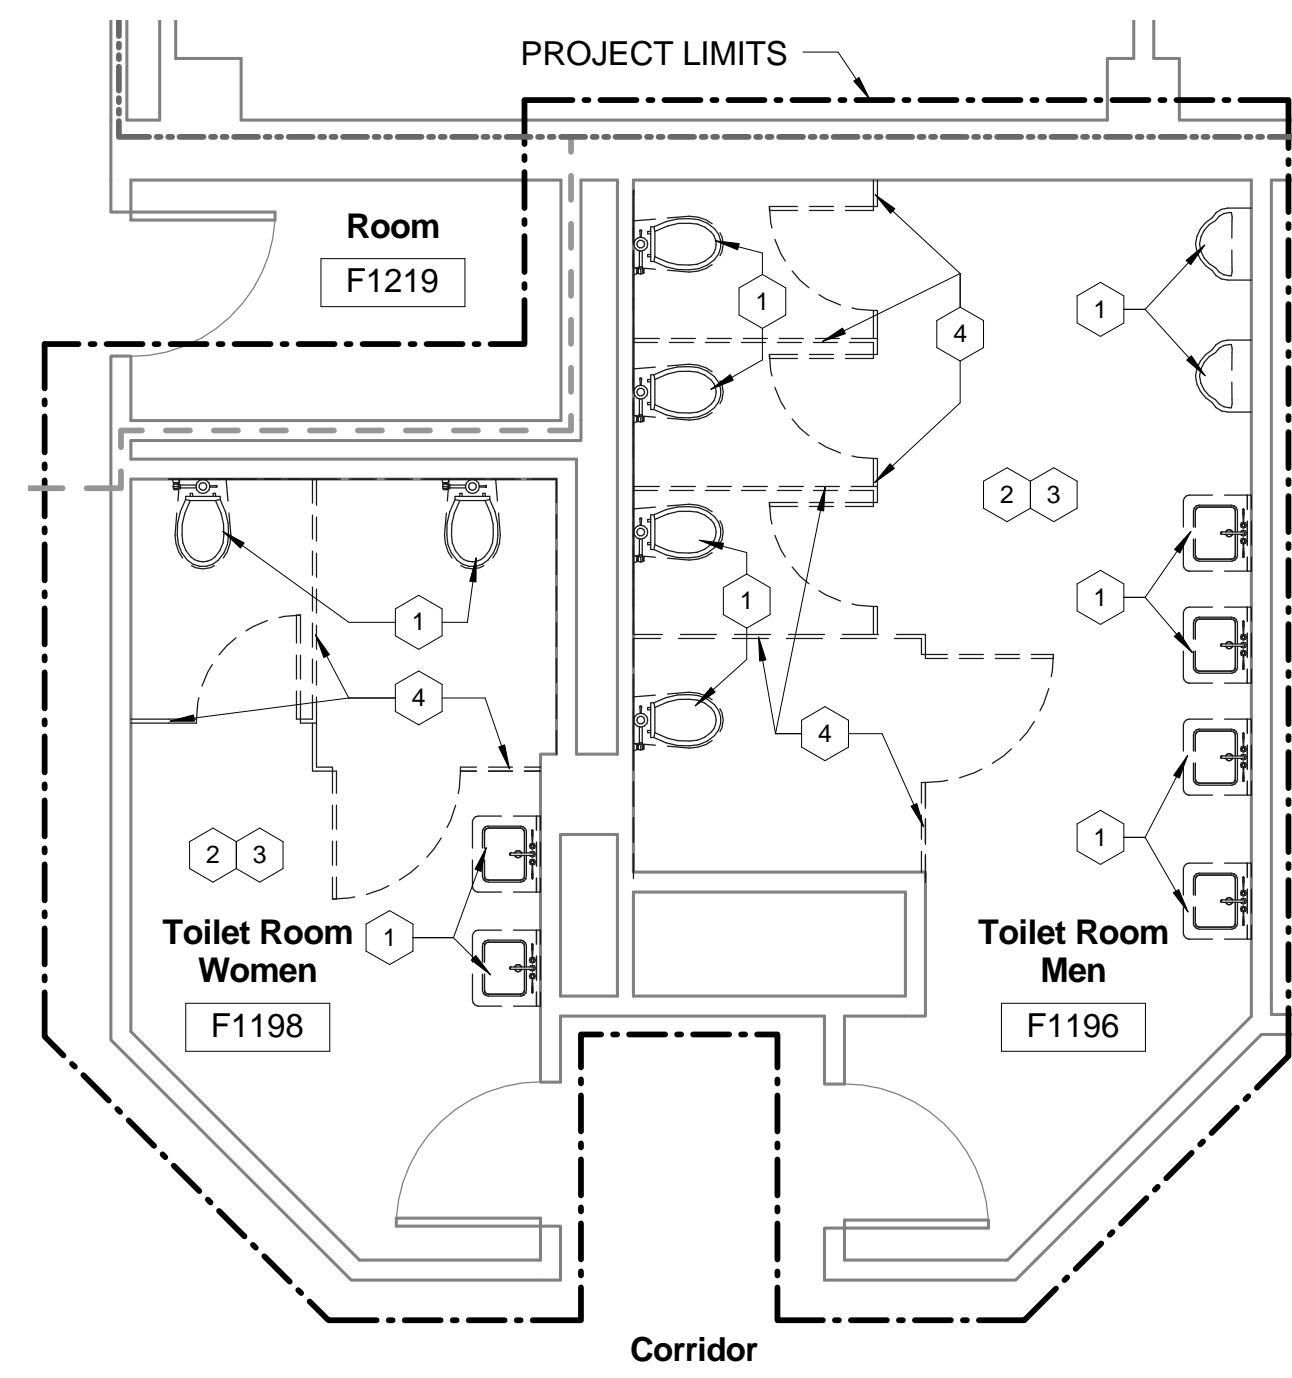 PROJECT LIMITS
Room
F1219
1
4
1
2 3
1
1
1
4
4
1
2 3
Toilet Room
Women
F1198
1
Toilet Room
Men
F1196
Corridor